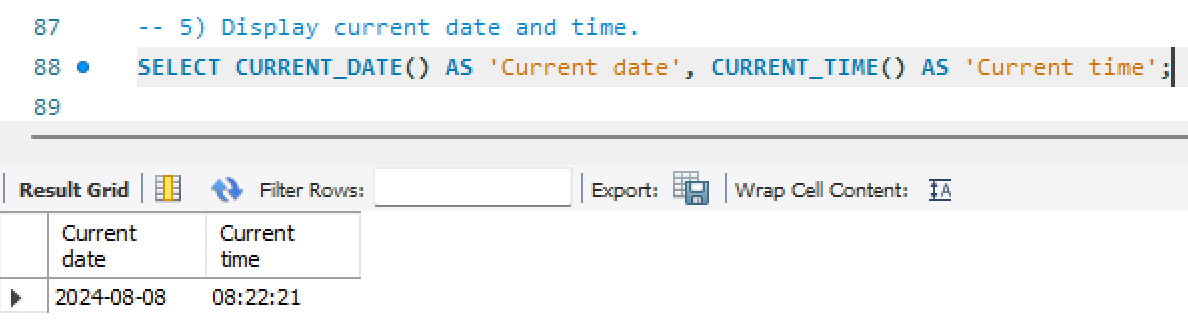 87 -- 5) Display current date and time.
88 SELECT CURRENT_DATE() AS 'Current date', CURRENT_TIME() AS 'Current time';
89
Result Grid Filter Rows: Export: Wrap Cell Content: IA
Current Current
date time
2024-08-08 08:22:21